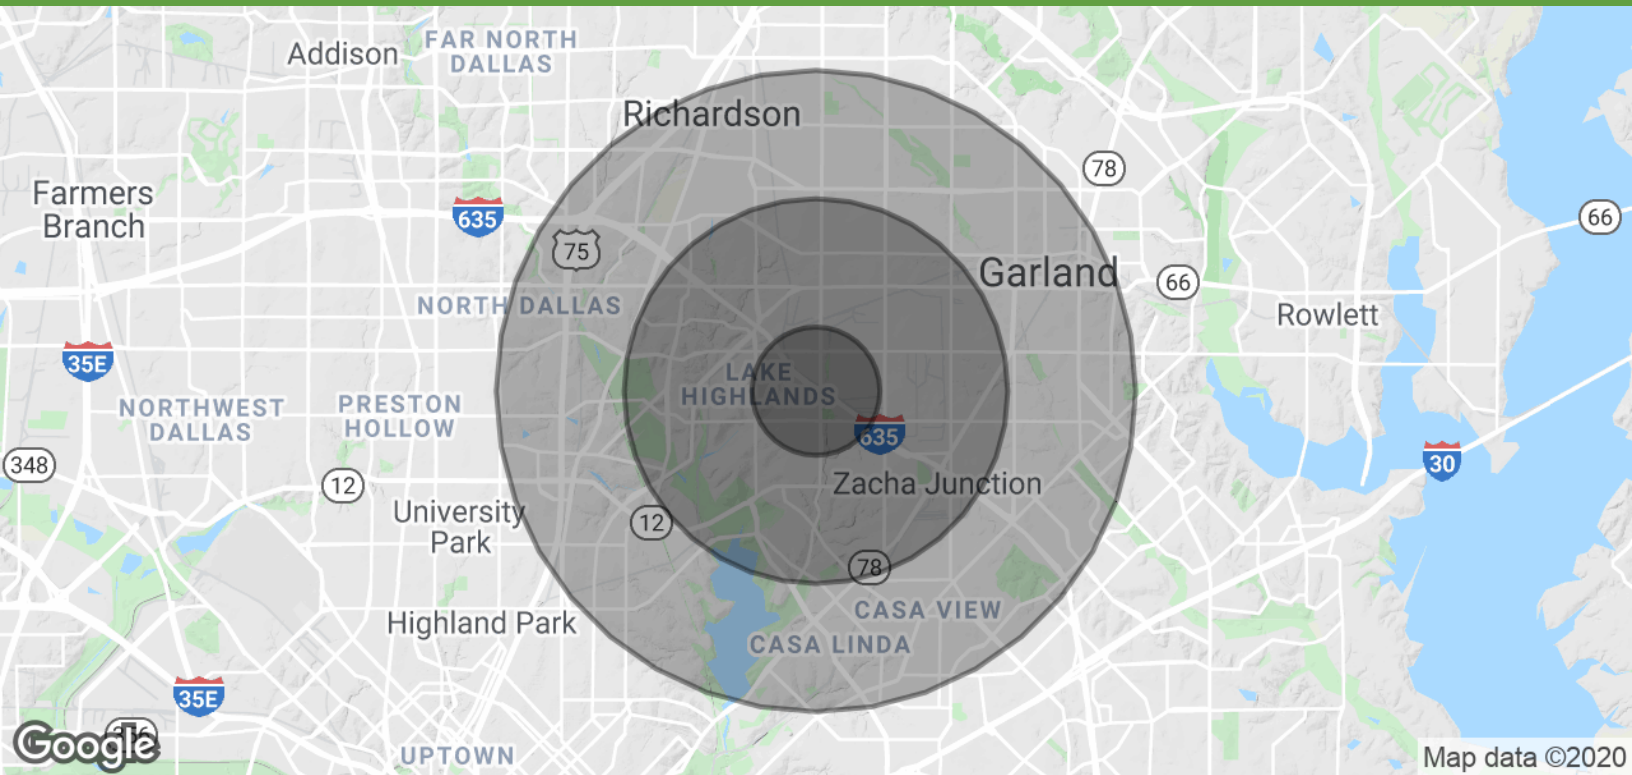 Addison
FAR NORTH
DALLAS
Richardson
78
Farmers
Branch
635
75
66
Garland
66
NORTH DALLAS
Rowlett
35E
LAKE
HIGHLANDS
NORTHWEST
DALLAS
PRESTON
HOLLOW
635
30
348
12
Zacha Junction
University
Park
12
78
CASA VIEW
Highland Park
CASA LINDA
35E
Google
UPTOWN
Map data ©2020